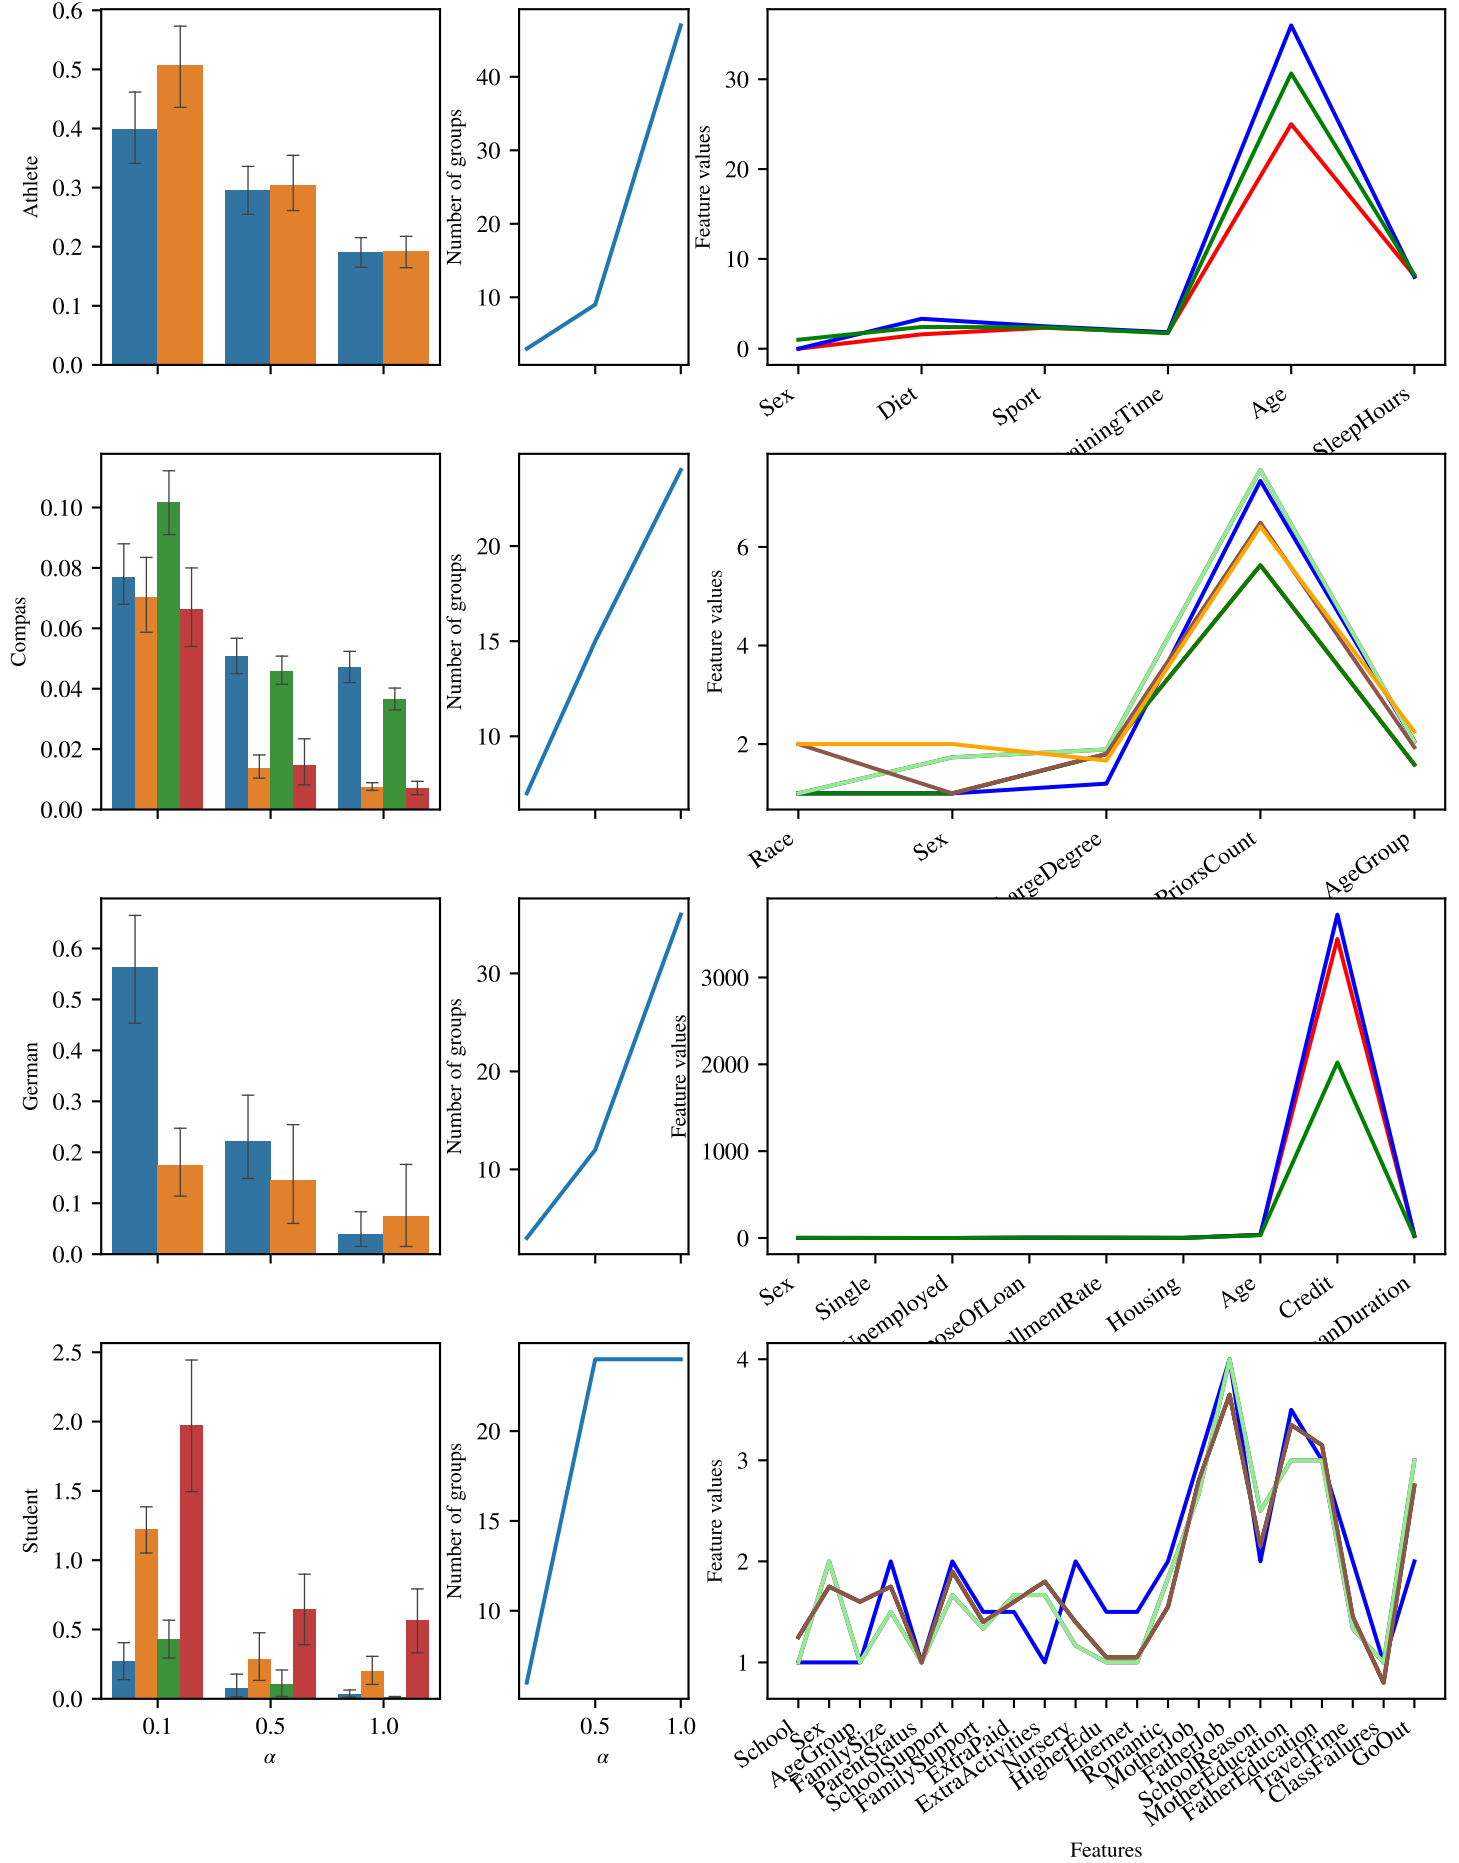 0.6
0.5
0.4
0.3
0.2
0.1
0.0
Athlete
40
30
20
10
Number of groups
30
20
10
0
Feature values
Sex
Diet
Sport
Age
SleepHours
0.10
0.08
0.06
0.04
0.02
0.00
Compas
20
15
10
Number of groups
6
4
2
Feature values
Race
Sex
PriorsCount
AgeGroup
0.6
0.5
0.4
0.3
0.2
0.1
0.0
German
30
20
10
Number of groups
3000
2000
1000
0
Feature values
Sex
Single
Unemployed
Housing
Age
Credit
2.5
2.0
1.5
1.0
0.5
0.0
Student
0.1
0.5
1.0
α
20
15
10
Number of groups
0.5
1.0
α
4
3
2
1
Feature values
School
Sex
AgeGroup
FamilySize
ParentStatus
SchoolSupport
FamilySupport
ExtraPaid
ExtraActivities
Nursery
HigherEdu
Internet
Romantic
MotherJob
FatherJob
SchoolReason
MotherEducation
FatherEducation
TravelTime
ClassFailures
GoOut
Features